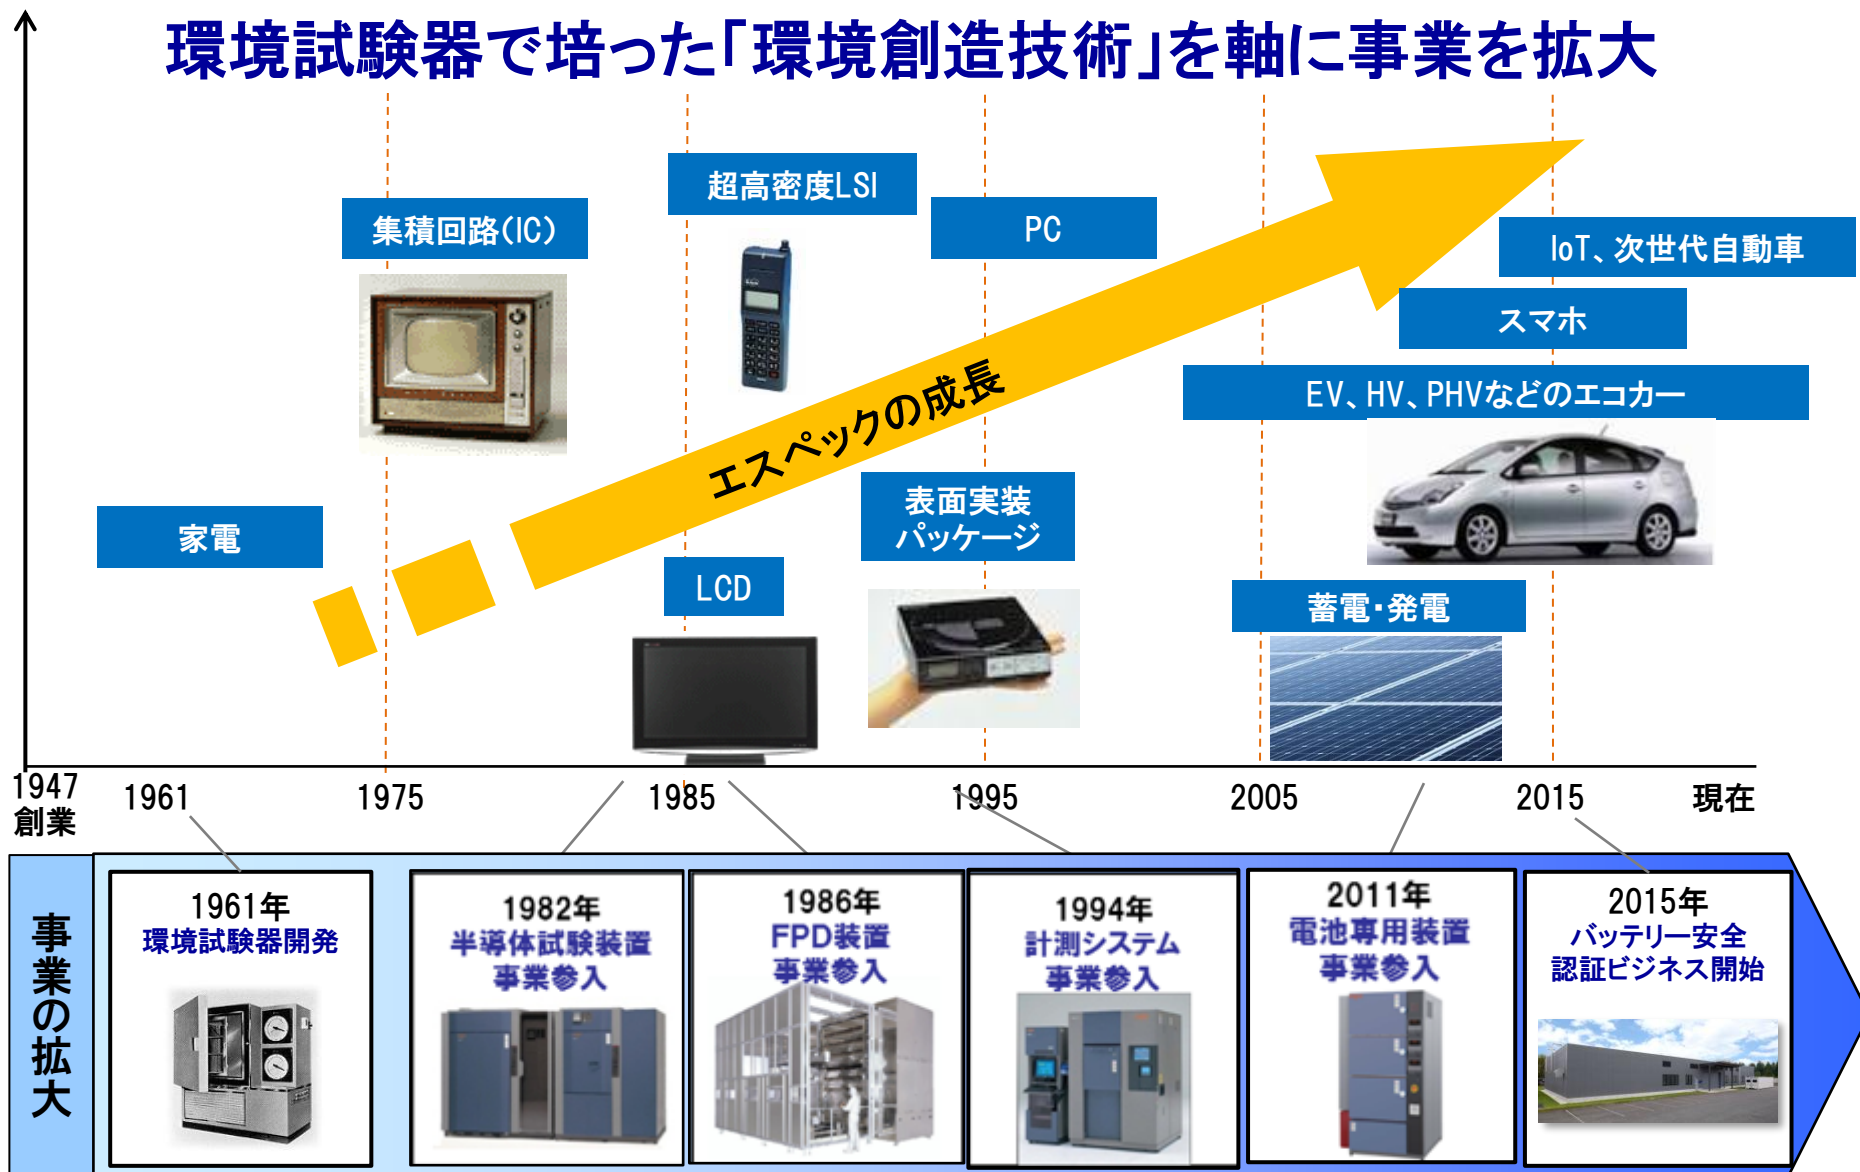 環境試験器で培った「環境創造技術」を軸に事業を拡大
超高密度LSI
集積回路(IC)
PC
IoT、次世代自動車
スマホ
EV、HV、PHVなどのエコカー
エスペックの成長
表面実装
パッケージ
家電
LCD
蓄電・発電
1947
創業
1961
1975
1985
1995
2005
2015
現在
事業の拡大
1961年
環境試験器開発
1982年
半導体試験装置
事業参入
1986年
FPD装置
事業参入
1994年
計測システム
事業参入
2011年
電池専用装置
事業参入
2015年
バッテリー安全
認証ビジネス開始